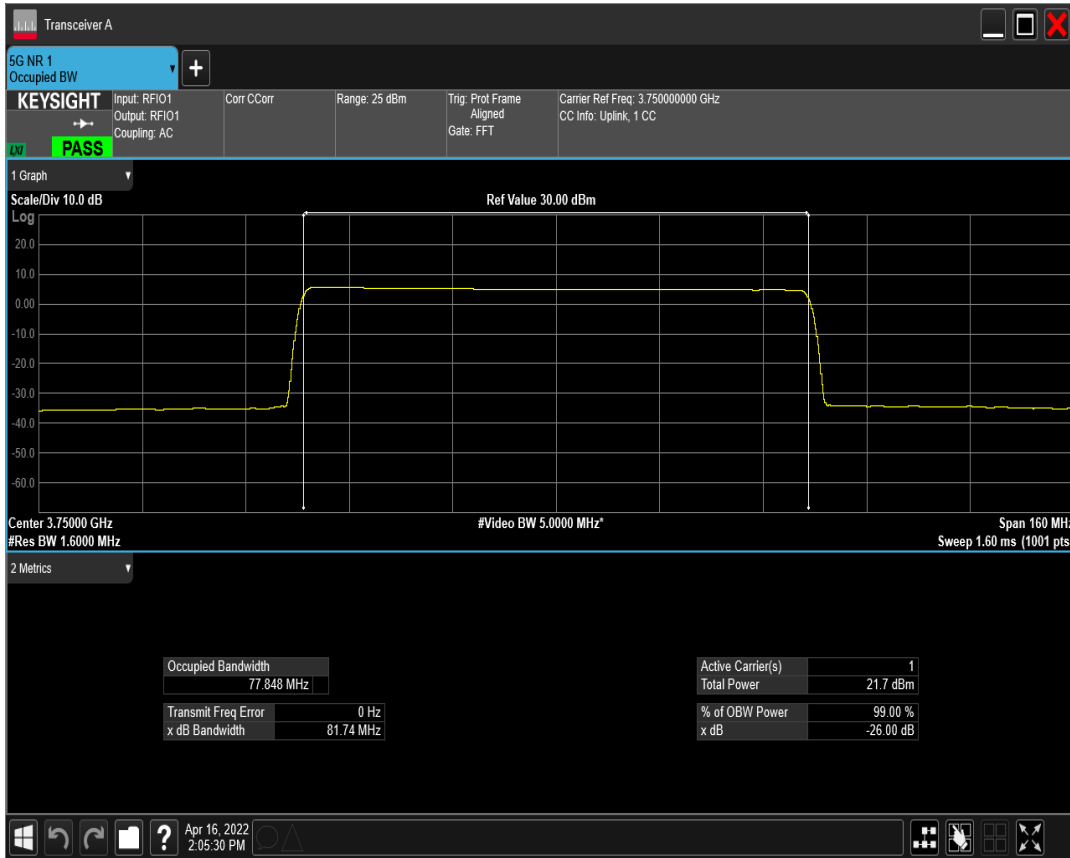 Transceiver A
5G NR 1
Occupied BW
KEYSIGHT
LXI
PASS
Input: RFIO1
Output: RFIO1
Coupling: AC
Corr CCorr
Range: 25 dBm
Trig: Prot Frame
Aligned
Gate: FFT
Carrier Ref Freq: 3.750000000 GHz
CC Info: Uplink, 1 CC
1 Graph
Scale/Div 10.0 dB
Ref Value 30.00 dBm
Log
20.0
10.0
0.00
-10.0
-20.0
-30.0
-40.0
-50.0
-60.0
Center 3.75000 GHz
#Video BW 5.0000 MHz*
Span 160 MHz
#Res BW 1.6000 MHz
Sweep 1.60 ms (1001 pts
2 Metrics
Occupied Bandwidth
77.848 MHz
Transmit Freq Error 0 Hz
x dB Bandwidth 81.74 MHz
Active Carrier(s) 1
Total Power 21.7 dBm
% of OBW Power 99.00 %
x dB -26.00 dB
?
Apr 16, 2022
2:05:30 PM